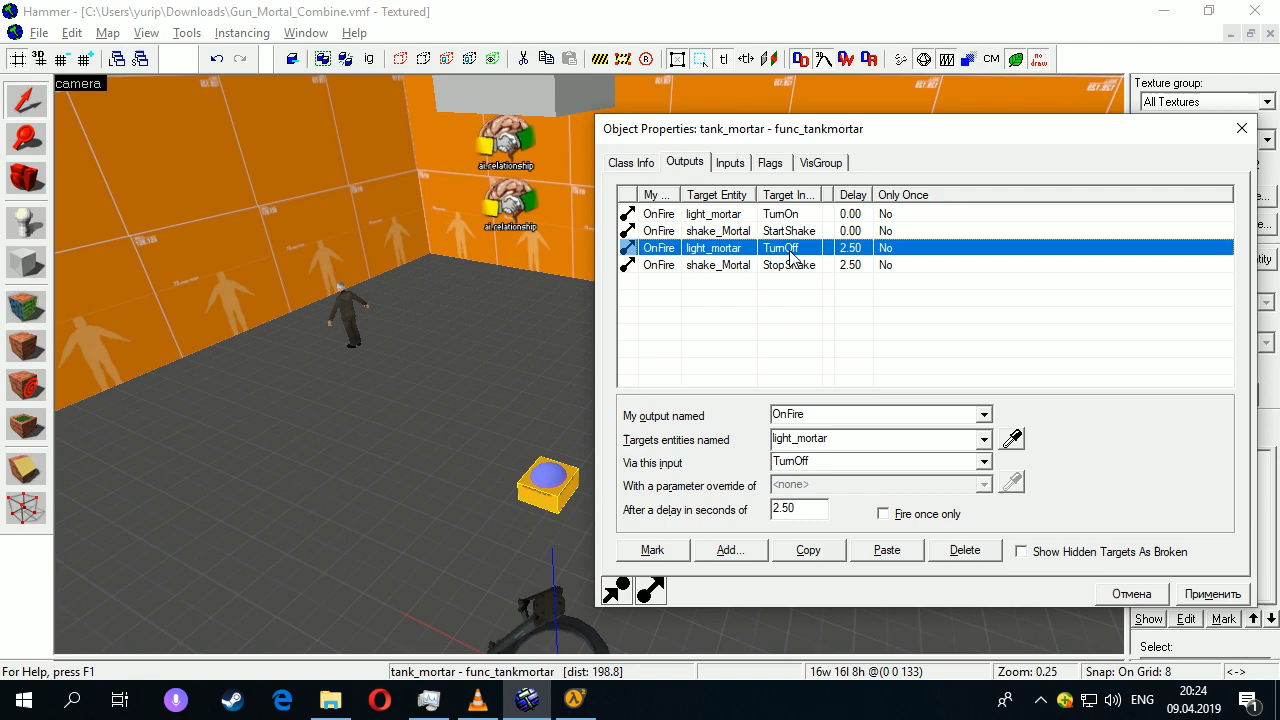 Hammer - [C:\Users\yurip\Downloads\Gun_Mortal_Combine.vmf - Textured]
File Edit Map View Tools Instancing Window Help
camera
ai.relationship
ai.relationship
Texture group:
All Textures
Object Properties: tank_mortar - func_tankmortar
Class Info Outputs Inputs Flags VisGroup
My ... Target Entity Target In... Delay Only Once
OnFire light_mortar TurnOn 0.00 No
OnFire shake_Mortal StartShake 0.00 No
OnFire light_mortar TurnOff 2.50 No
OnFire shake_Mortal StopShake 2.50 No
My output named OnFire
Targets entities named light_mortar
Via this input TurnOff
With a parameter override of <none>
After a delay in seconds of 2.50 Fire once only
Mark Add... Copy Paste Delete Show Hidden Targets As Broken
Отмена Применить
Show Edit Mark
Select:
For Help, press F1 tank_mortar - func_tankmortar [dist: 198.8] 16w 16l 8h @(0 0 133) Zoom: 0.25 Snap: On Grid: 8 <->
ENG
20:24
09.04.2019
1